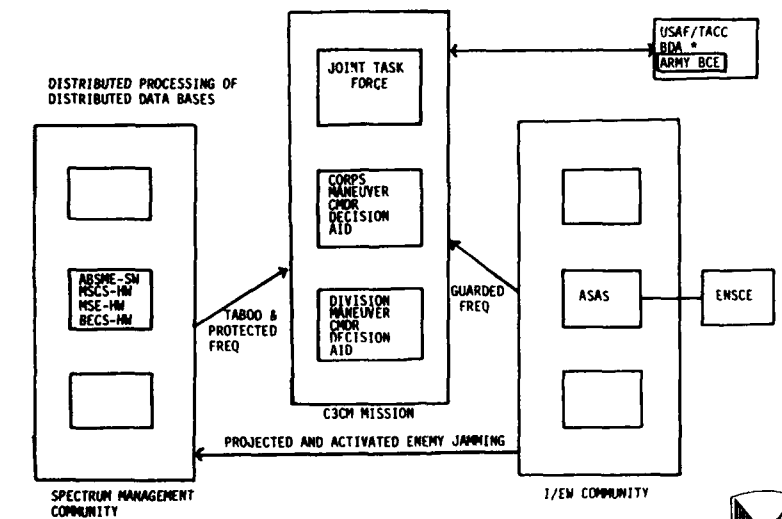 USAF/TACC
BDA *
ARMY BCE
JOINT TASK
FORCE
DISTRIBUTED PROCESSING OF
DISTRIBUTED DATA BASES
CORPS
MANEUVER
CMDR
DECISION
AID
ABSME-SW
MSCS-HW
MSE-HW
BECS-HW
TABOO &
PROTECTED
FREQ
DIVISION
MANEUVER
CMDR
DECISION
AID
GUARDED
FREQ
ASAS
ENSCE
C3CM MISSION
PROJECTED AND ACTIVATED ENEMY JAMMING
SPECTRUM MANAGEMENT
COMMUNITY
I/EW COMMUNITY